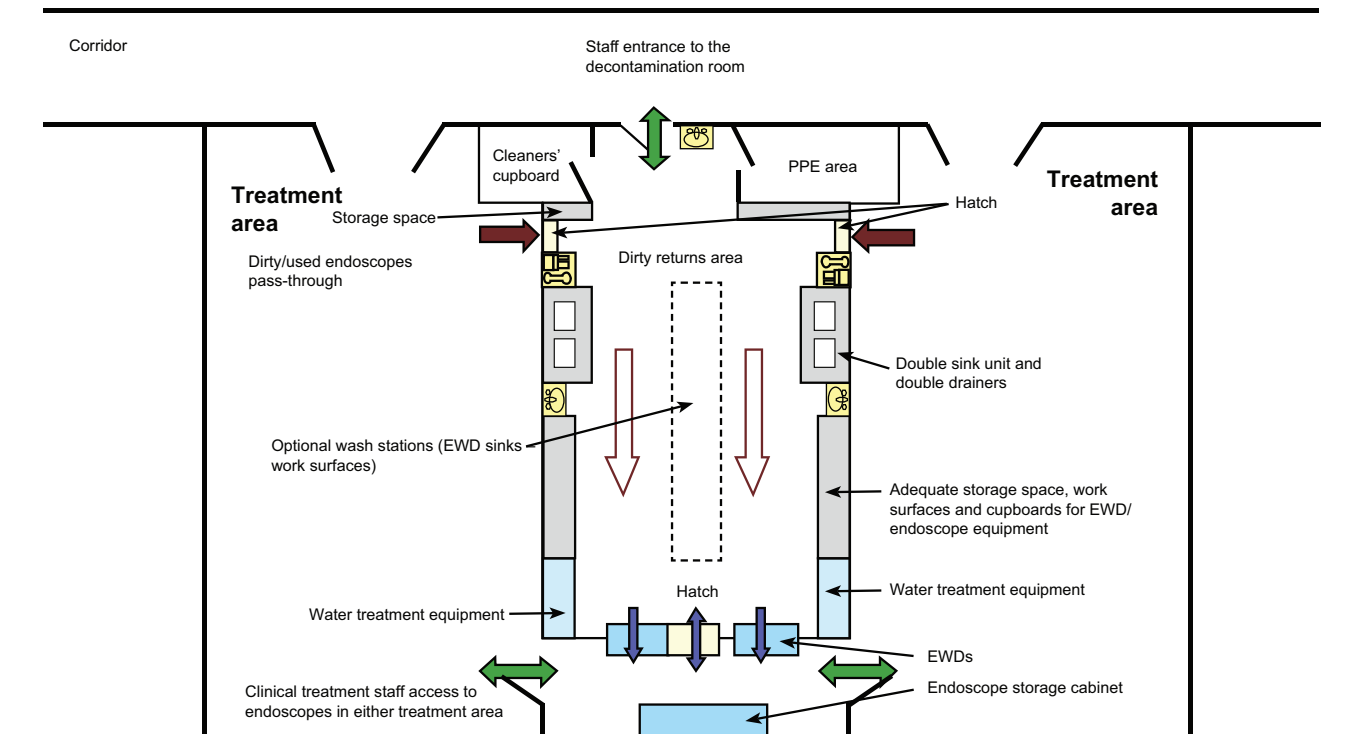 Corridor
Staff entrance to the
decontamination room
Cleaners’
cupboard
PPE area
Treatment
area
Treatment
area
Storage space
Hatch
Dirty/used endoscopes
pass-through
Dirty returns area
Double sink unit and
double drainers
Optional wash stations (EWD sinks –
work surfaces)
Adequate storage space, work
surfaces and cupboards for EWD/
endoscope equipment
Hatch
Water treatment equipment
Water treatment equipment
EWDs
Clinical treatment staff access to
endoscopes in either treatment area
Endoscope storage cabinet